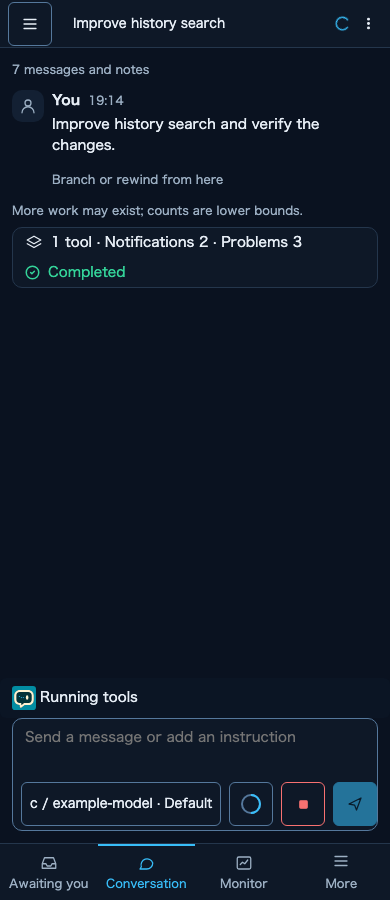 Improve history search
7 messages and notes
You 19:14
Improve history search and verify the
changes.
Branch or rewind from here
More work may exist; counts are lower bounds.
1 tool · Notifications 2 · Problems 3
Completed
Running tools
Send a message or add an instruction
c / example-model · Default
Awaiting you
Conversation
Monitor
More